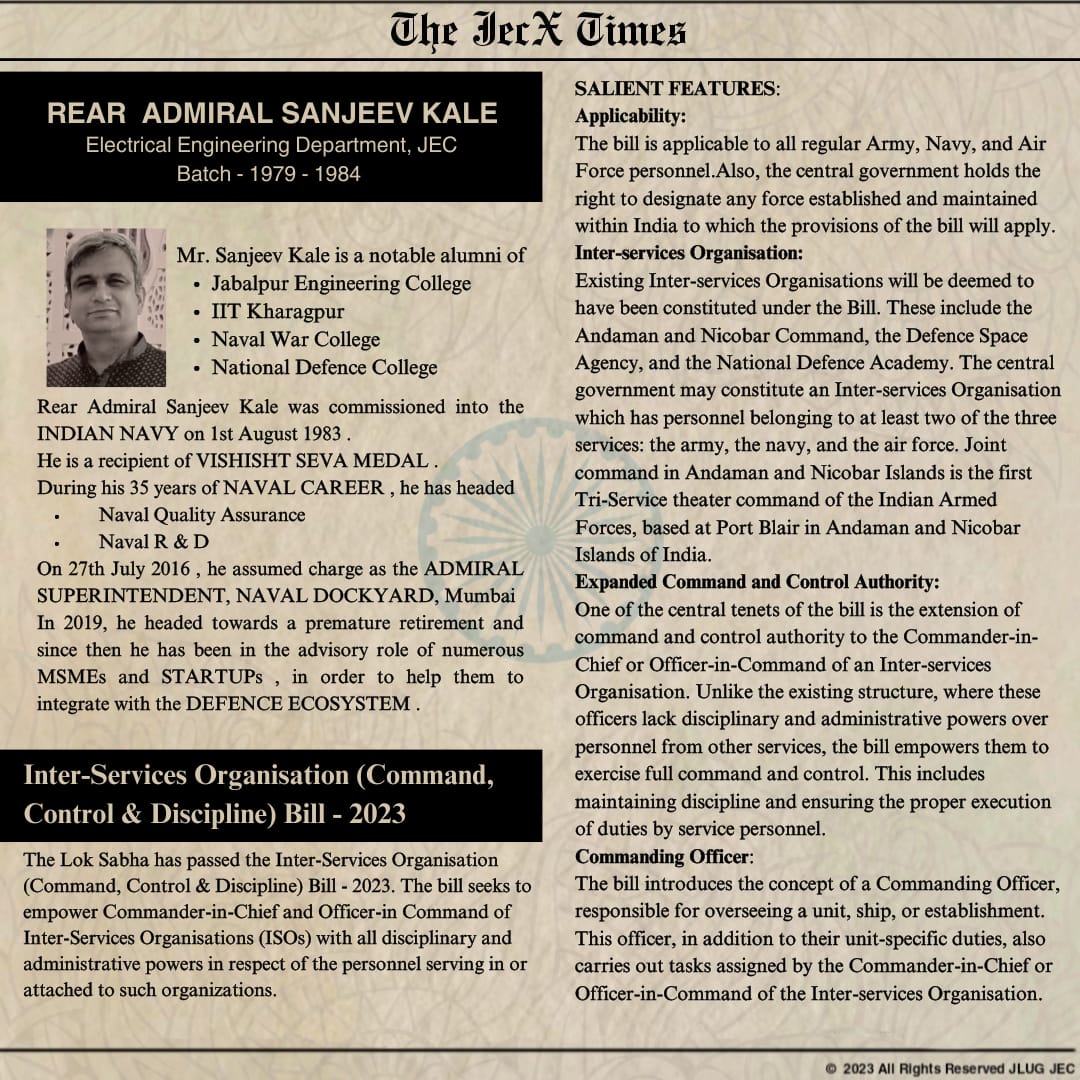 The JecX Times
REAR ADMIRAL SANJEEV KALE
Electrical Engineering Department, JEC
Batch - 1979 - 1984
Mr. Sanjeev Kale is a notable alumni of
• Jabalpur Engineering College
• IIT Kharagpur
• Naval War College
• National Defence College
Rear Admiral Sanjeev Kale was commissioned into the
INDIAN NAVY on 1st August 1983 .
He is a recipient of VISHISHT SEVA MEDAL .
During his 35 years of NAVAL CAREER , he has headed
• Naval Quality Assurance
• Naval R & D
On 27th July 2016 , he assumed charge as the ADMIRAL
SUPERINTENDENT, NAVAL DOCKYARD, Mumbai
In 2019, he headed towards a premature retirement and
since then he has been in the advisory role of numerous
MSMEs and STARTUPs , in order to help them to
integrate with the DEFENCE ECOSYSTEM .
Inter-Services Organisation (Command,
Control & Discipline) Bill - 2023
The Lok Sabha has passed the Inter-Services Organisation
(Command, Control & Discipline) Bill - 2023. The bill seeks to
empower Commander-in-Chief and Officer-in Command of
Inter-Services Organisations (ISOs) with all disciplinary and
administrative powers in respect of the personnel serving in or
attached to such organizations.
SALIENT FEATURES:
Applicability:
The bill is applicable to all regular Army, Navy, and Air
Force personnel.Also, the central government holds the
right to designate any force established and maintained
within India to which the provisions of the bill will apply.
Inter-services Organisation:
Existing Inter-services Organisations will be deemed to
have been constituted under the Bill. These include the
Andaman and Nicobar Command, the Defence Space
Agency, and the National Defence Academy. The central
government may constitute an Inter-services Organisation
which has personnel belonging to at least two of the three
services: the army, the navy, and the air force. Joint
command in Andaman and Nicobar Islands is the first
Tri-Service theater command of the Indian Armed
Forces, based at Port Blair in Andaman and Nicobar
Islands of India.
Expanded Command and Control Authority:
One of the central tenets of the bill is the extension of
command and control authority to the Commander-in-
Chief or Officer-in-Command of an Inter-services
Organisation. Unlike the existing structure, where these
officers lack disciplinary and administrative powers over
personnel from other services, the bill empowers them to
exercise full command and control. This includes
maintaining discipline and ensuring the proper execution
of duties by service personnel.
Commanding Officer:
The bill introduces the concept of a Commanding Officer,
responsible for overseeing a unit, ship, or establishment.
This officer, in addition to their unit-specific duties, also
carries out tasks assigned by the Commander-in-Chief or
Officer-in-Command of the Inter-services Organisation.
© 2023 All Rights Reserved JLUG JEC